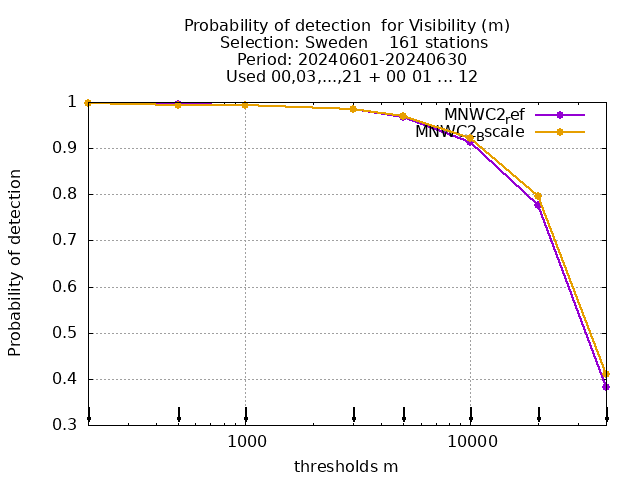 Probability of detection  for Visibility (m)
Selection: Sweden    161 stations
Period: 20240601-20240630
Used 00,03,...,21 + 00 01 ... 12
MNWC2ref
MNWC2Bscale
1
0.9
0.8
0.7
0.6
0.5
0.4
0.3
Probability of detection
1000
10000
thresholds m